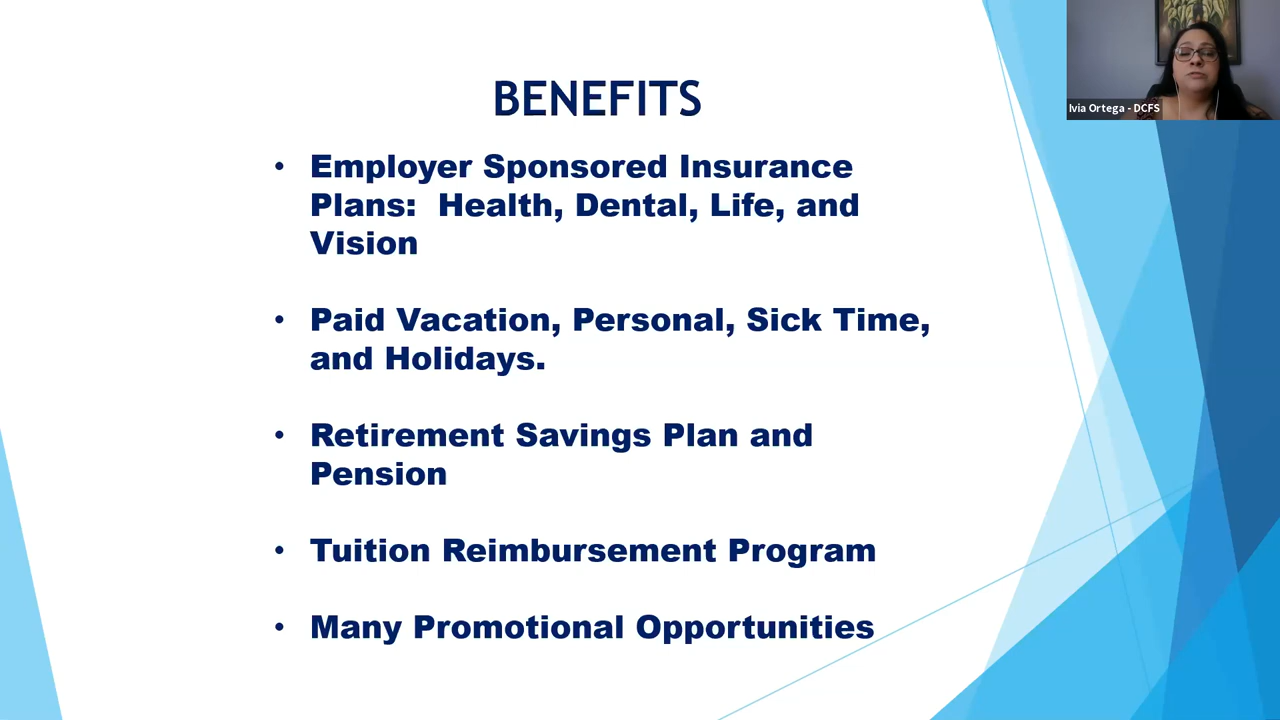 BENEFITS
• Employer Sponsored Insurance
Plans:  Health, Dental, Life, and
Vision
• Paid Vacation, Personal, Sick Time,
and Holidays.
• Retirement Savings Plan and
Pension
• Tuition Reimbursement Program
• Many Promotional Opportunities
Ivia Ortega - DCFS